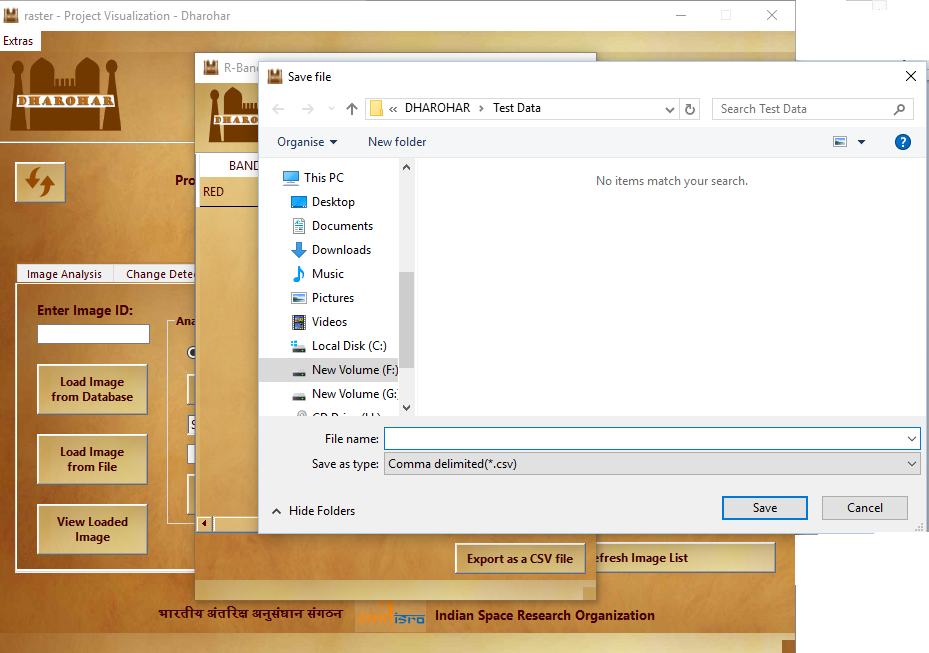 raster - Project Visualization - Dharohar
Extras
DHAROHAR
R-Band
Save file
DHARO
« DHAROHAR > Test Data
Search Test Data
Organise
New folder
BAND
RED
This PC
Desktop
Documents
Downloads
Music
Pictures
Videos
Local Disk (C:)
New Volume (F:)
New Volume (G:
No items match your search.
Pro
Image Analysis
Change Dete
Enter Image ID:
Ana
Load Image
from Database
Load Image
from File
View Loaded
Image
File name:
Save as type: Comma delimited(*.csv)
Hide Folders
Save
Cancel
Export as a CSV file
efresh Image List
भारतीय अंतरिक्ष अनुसंधान संगठन
isro
Indian Space Research Organization